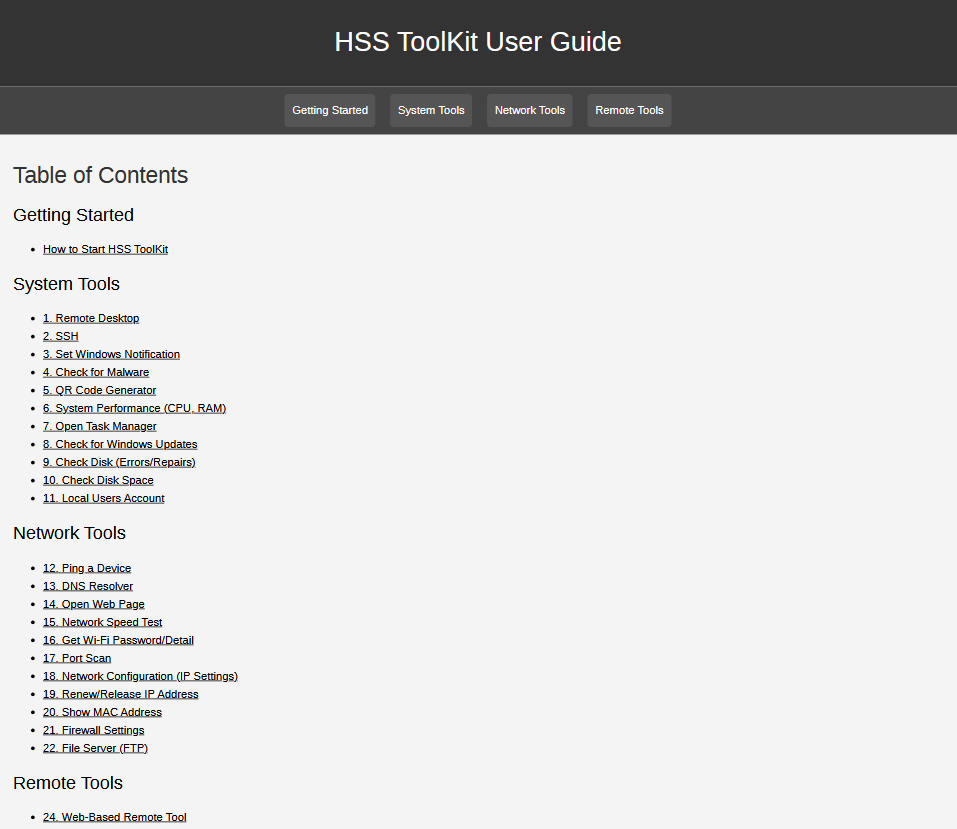 HSS ToolKit User Guide
Getting Started System Tools Network Tools Remote Tools
Table of Contents
Getting Started
How to Start HSS ToolKit
System Tools
1. Remote Desktop
2. SSH
3. Set Windows Notification
4. Check for Malware
5. QR Code Generator
6. System Performance (CPU, RAM)
7. Open Task Manager
8. Check for Windows Updates
9. Check Disk (Errors/Repairs)
10. Check Disk Space
11. Local Users Account
Network Tools
12. Ping a Device
13. DNS Resolver
14. Open Web Page
15. Network Speed Test
16. Get Wi-Fi Password/Detail
17. Port Scan
18. Network Configuration (IP Settings)
19. Renew/Release IP Address
20. Show MAC Address
21. Firewall Settings
22. File Server (FTP)
Remote Tools
24. Web-Based Remote Tool